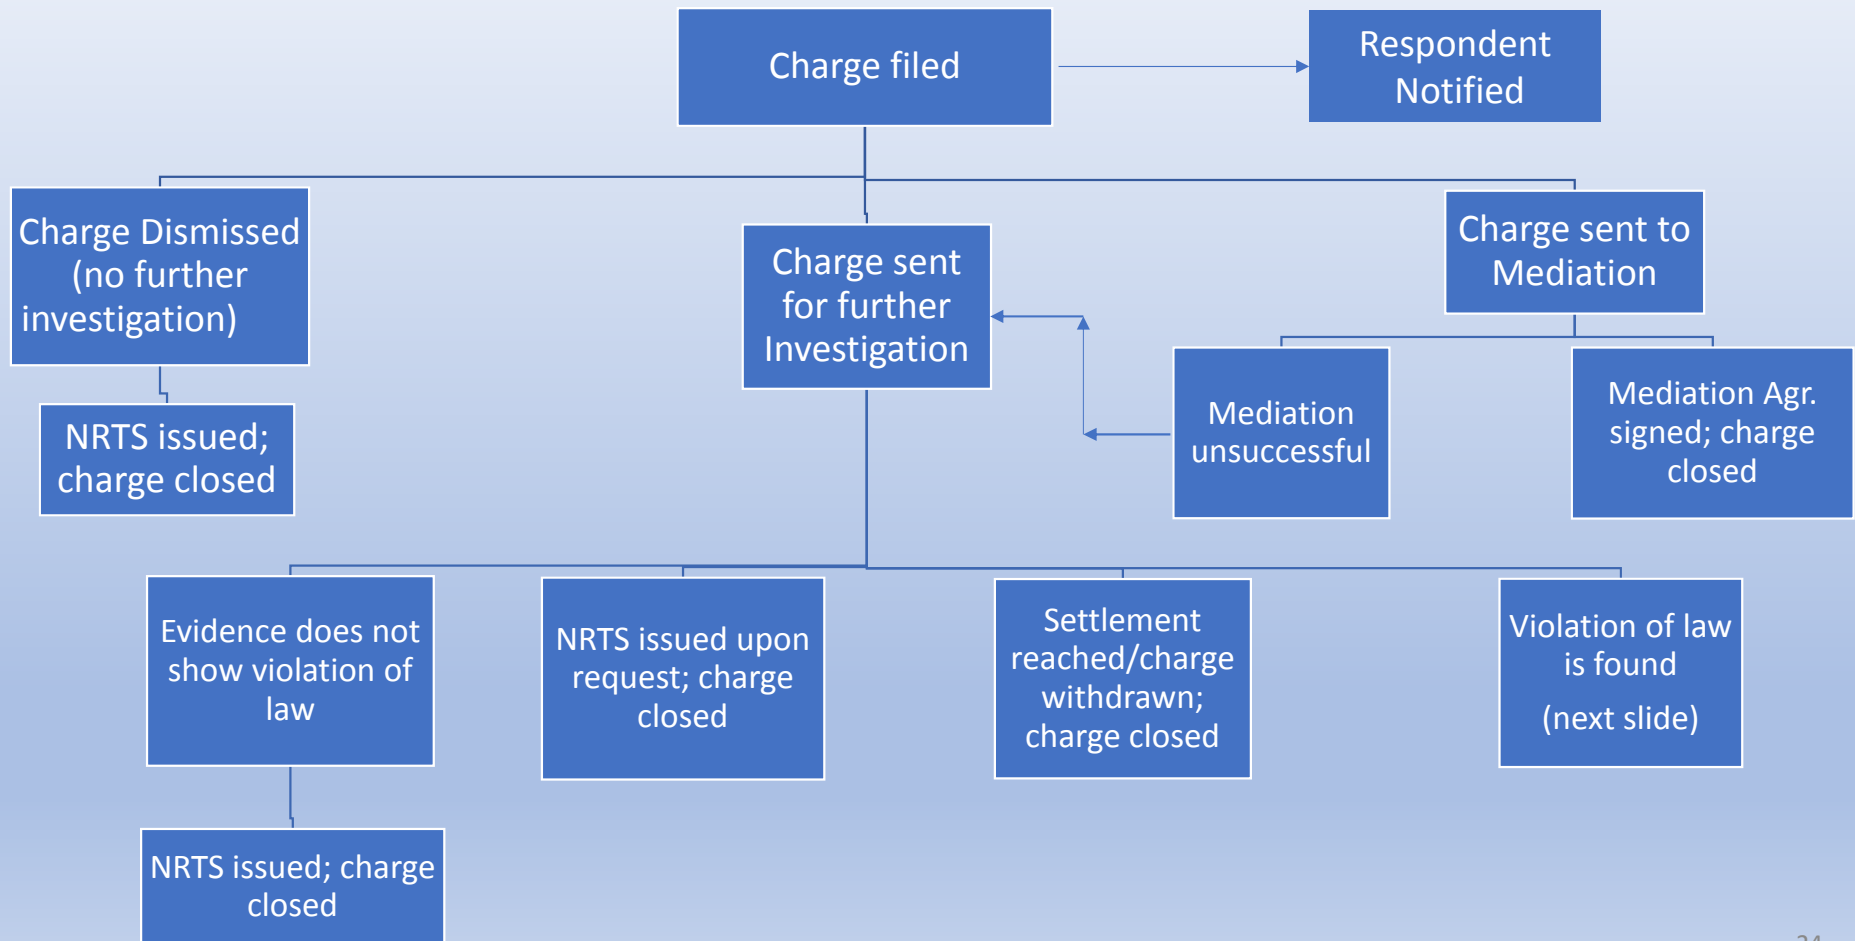 Charge filed
Respondent
Notified
Charge Dismissed
(no further
investigation)
Charge sent
for further
Investigation
Charge sent to
Mediation
NRTS issued;
charge closed
Mediation
unsuccessful
Mediation Agr.
signed; charge
closed
Evidence does not
show violation of
law
NRTS issued upon
request; charge
closed
Settlement
reached/charge
withdrawn;
charge closed
Violation of law
is found
(next slide)
NRTS issued; charge
closed